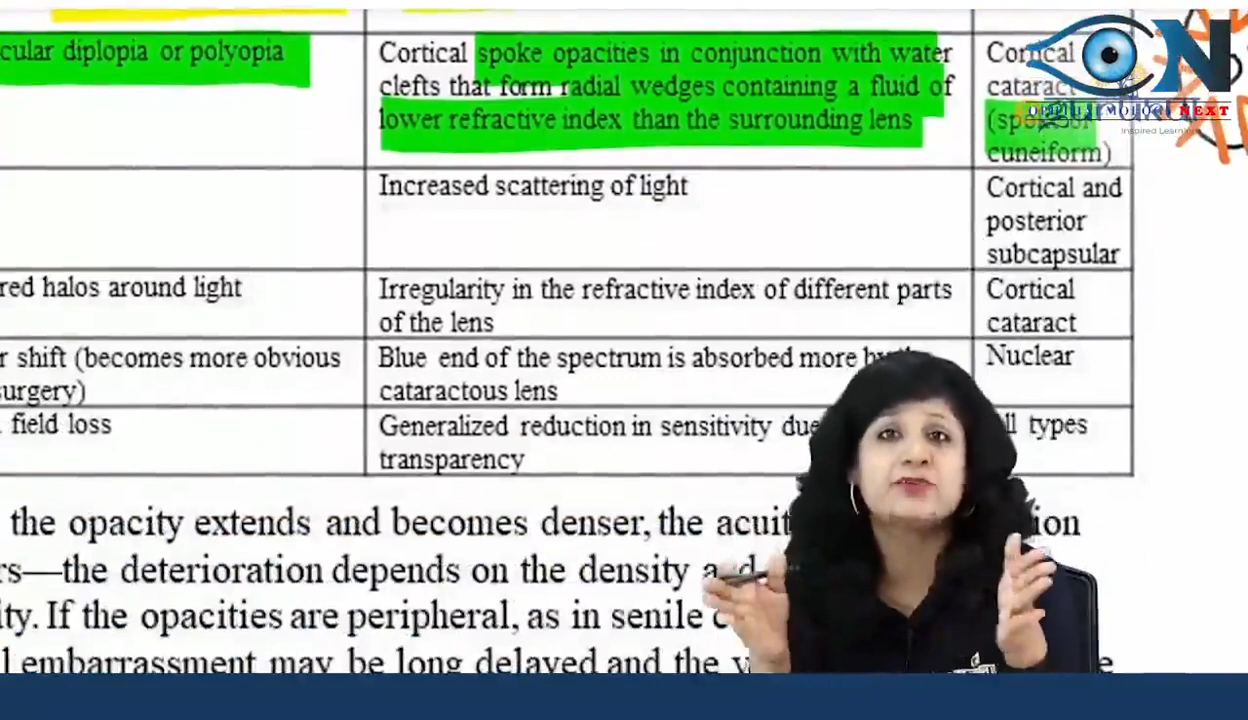 cular diplopia or polyopia
Cortical spoke opacities in conjunction with water
clefts that form radial wedges containing a fluid of
lower refractive index than the surrounding lens
Cortical
cataract
cuneiform)
Increased scattering of light
Cortical and
posterior
subcapsular
red halos around light
Irregularity in the refractive index of different parts
of the lens
Cortical
cataract
r shift (becomes more obvious
surgery)
Blue end of the spectrum is absorbed more
cataractous lens
Nuclear
field loss
Generalized reduction in sensitivity due
transparency
types
the opacity extends and becomes denser, the
rs—the deterioration depends on the density
ity. If the opacities are peripheral, as in senile
l embarrassment may be long delayed and the
ON
NEXT
Inspired Learning